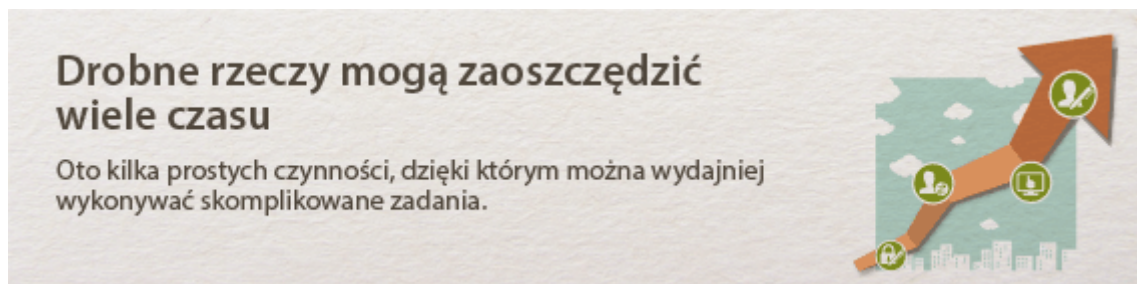 Drobne rzeczy mogą zaoszczędzić
wiele czasu
Oto kilka prostych czynności, dzięki którym można wydajniej
wykonywać skomplikowane zadania.